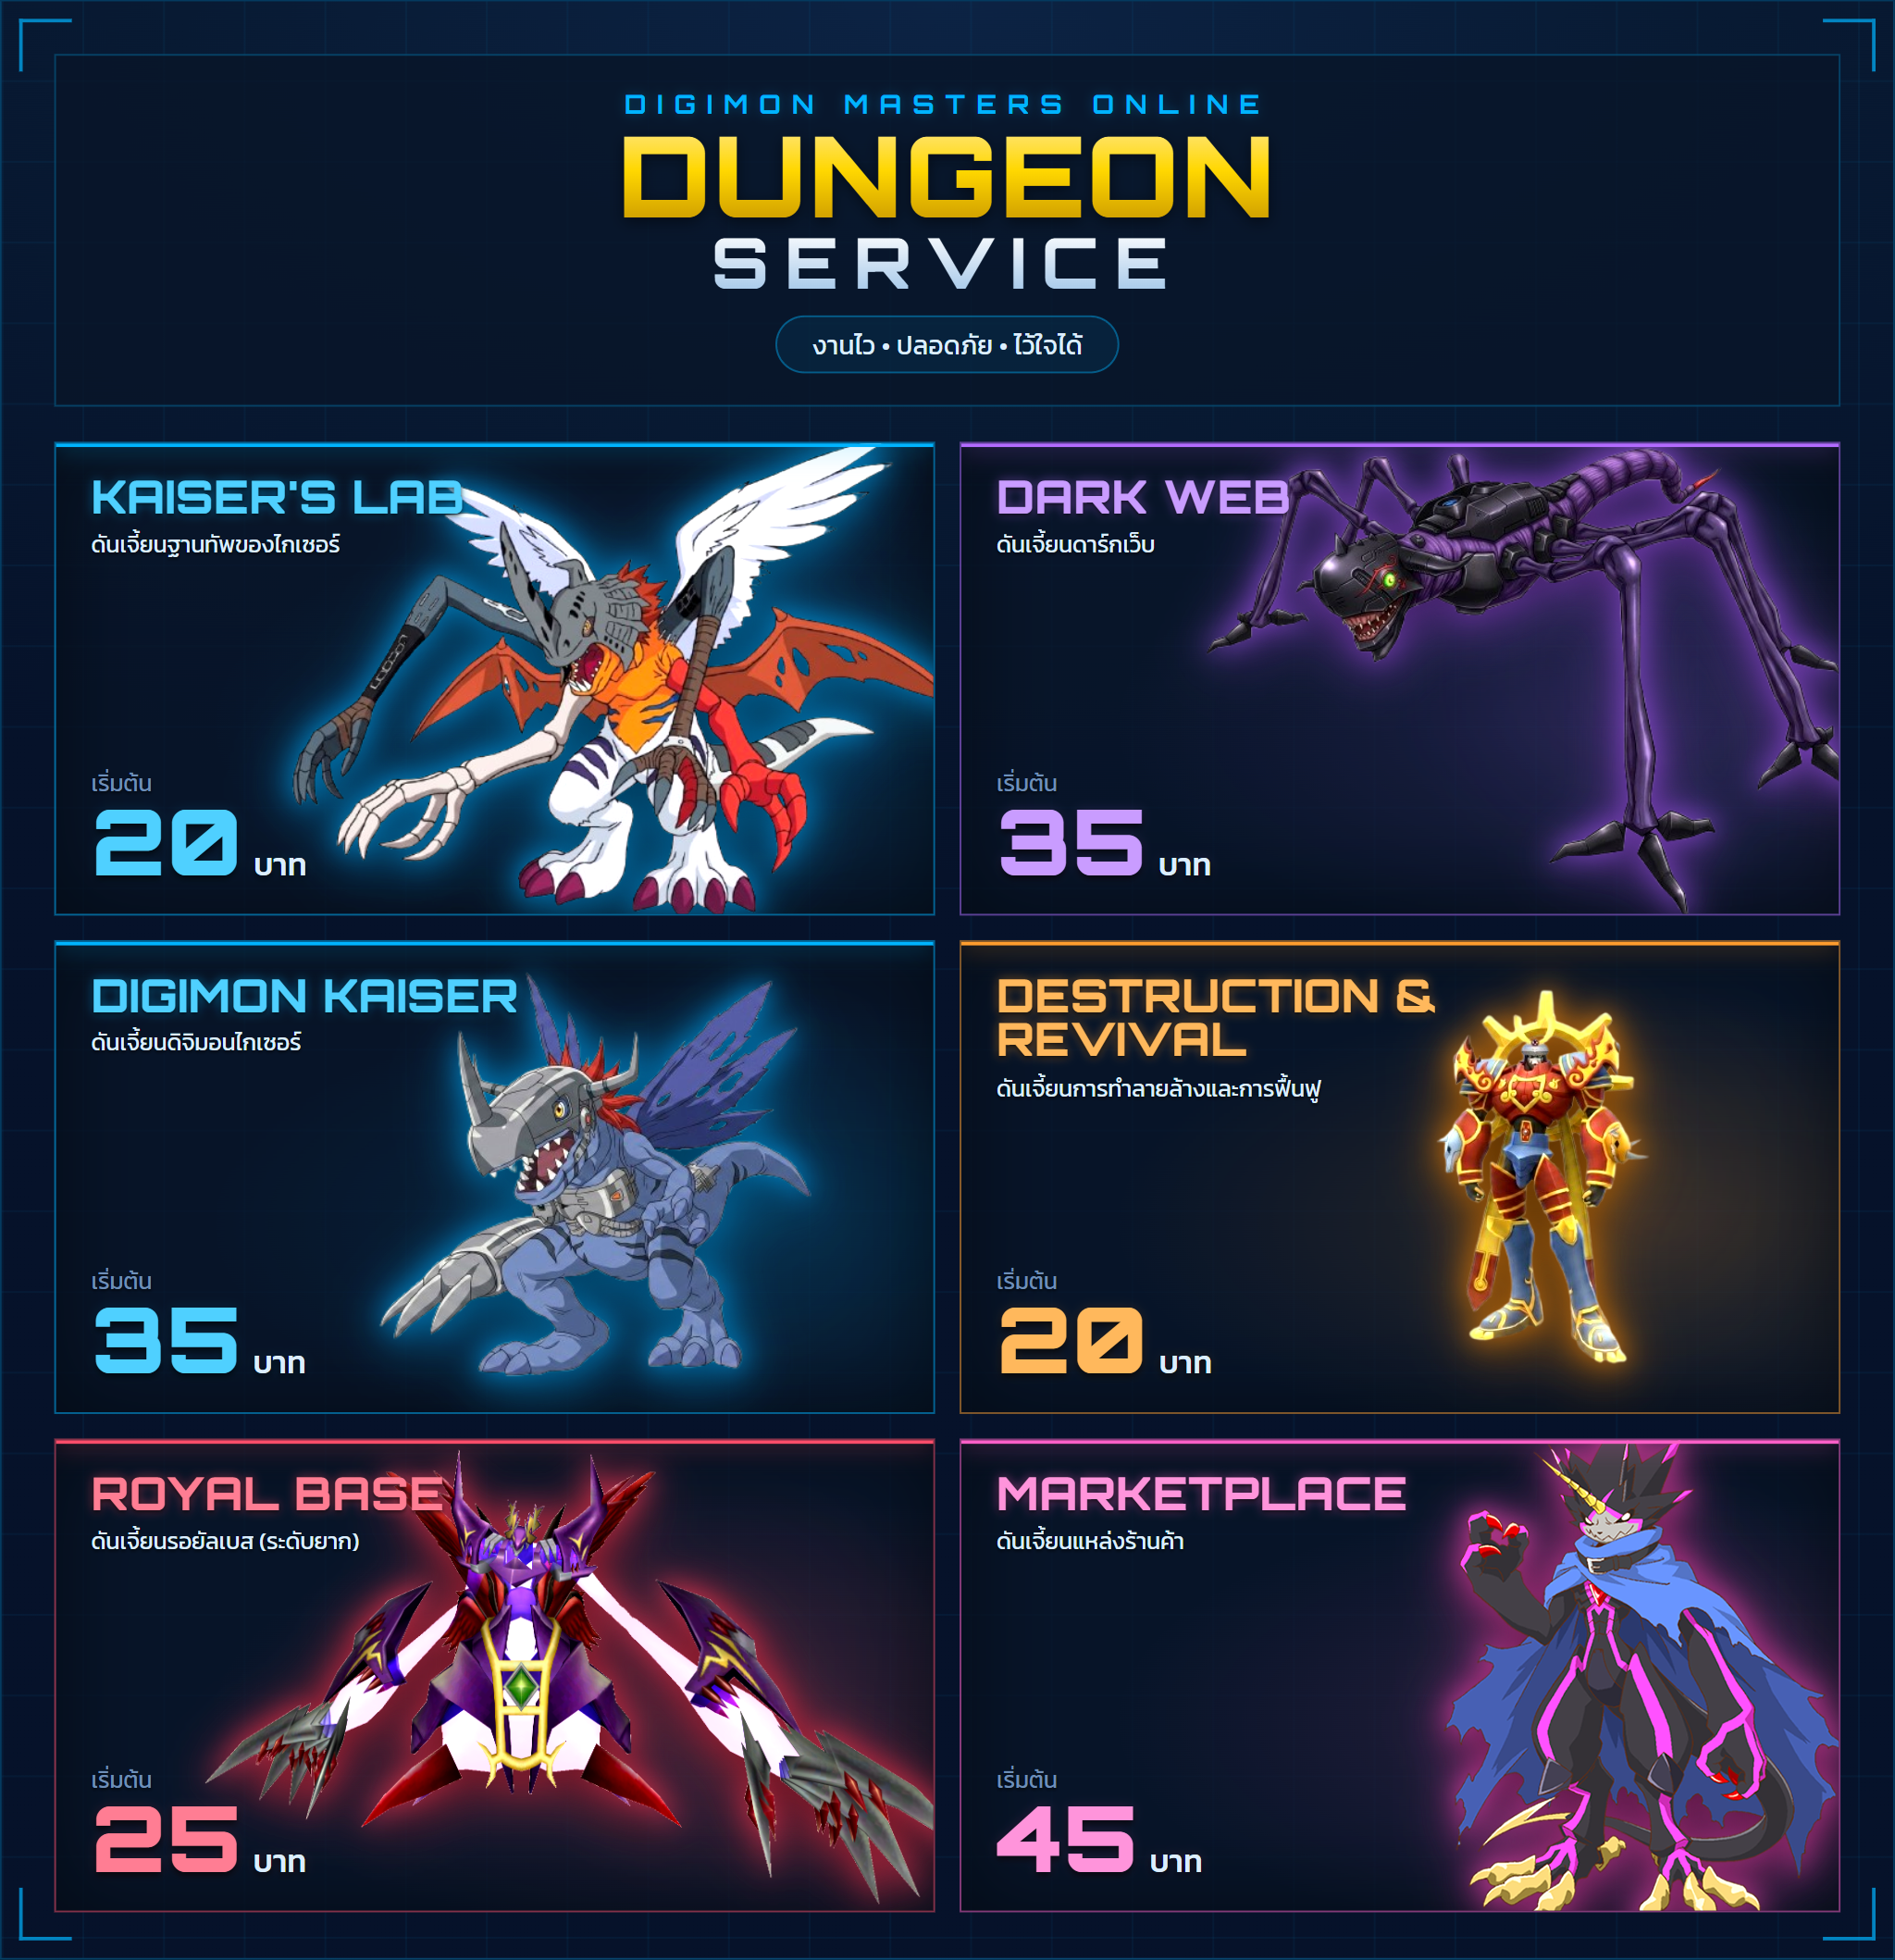 DIGIMON MASTERS ONLINE
DUNGEON
SERVICE
งานไว • ปลอดภัย • ไว้ใจได้
KAISER'S LAB
ดันเจี้ยนฐานทัพของไกเซอร์
เริ่มต้น
20 บาท
DARK WEB
ดันเจี้ยนดาร์กเว็บ
เริ่มต้น
35 บาท
DIGIMON KAISER
ดันเจี้ยนดิจิมอนไกเซอร์
เริ่มต้น
35 บาท
DESTRUCTION &
REVIVAL
ดันเจี้ยนการทำลายล้างและการฟื้นฟู
เริ่มต้น
20 บาท
ROYAL BASE
ดันเจี้ยนรอยัลเบส (ระดับยาก)
เริ่มต้น
25 บาท
MARKETPLACE
ดันเจี้ยนแหล่งร้านค้า
เริ่มต้น
45 บาท